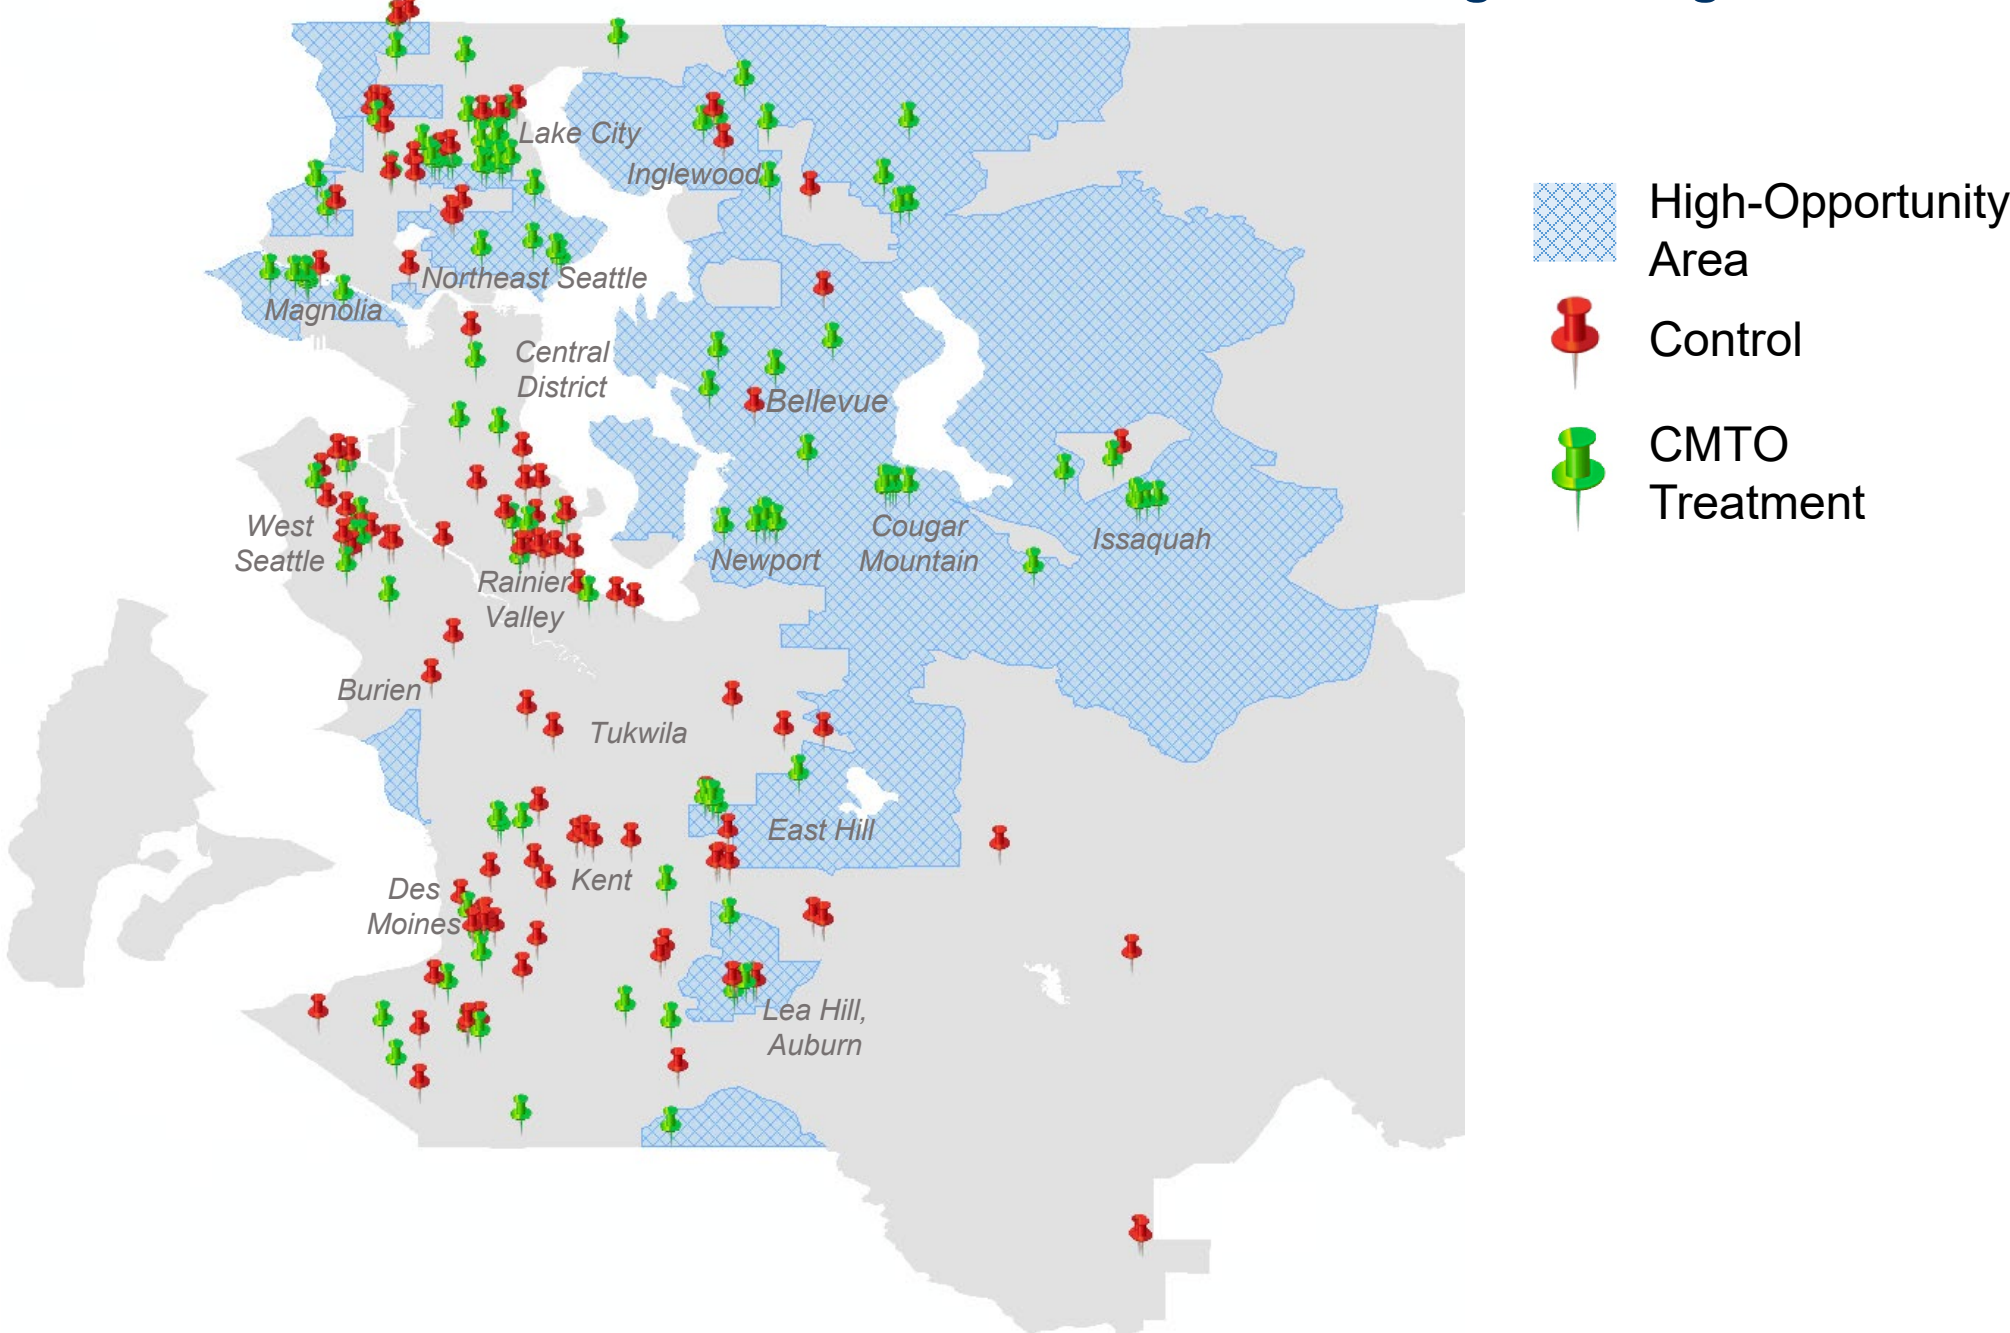 Lake City
Inglewood
Northeast Seattle
Magnolia
Central
District
Bellevue
West
Seattle
Rainier
Valley
Newport
Cougar
Mountain
Issaquah
Burien
Tukwila
East Hill
Kent
Des
Moines
Lea Hill,
Auburn
High-Opportunity
Area
Control
CMTO
Treatment